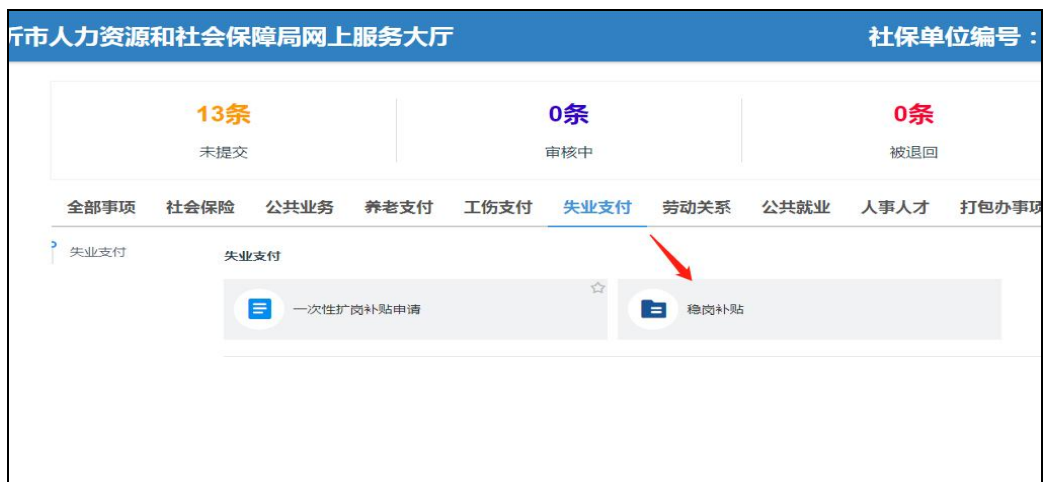 市人力资源和社会保障局网上服务大厅 社保单位编号：
13条 0条 0条
未提交 审核中 被退回
全部事项 社会保险 公共业务 养老支付 工伤支付 失业支付 劳动关系 公共就业 人事人才 打包办事项
失业支付
失业支付
一次性扩岗补贴申请 稳岗补贴